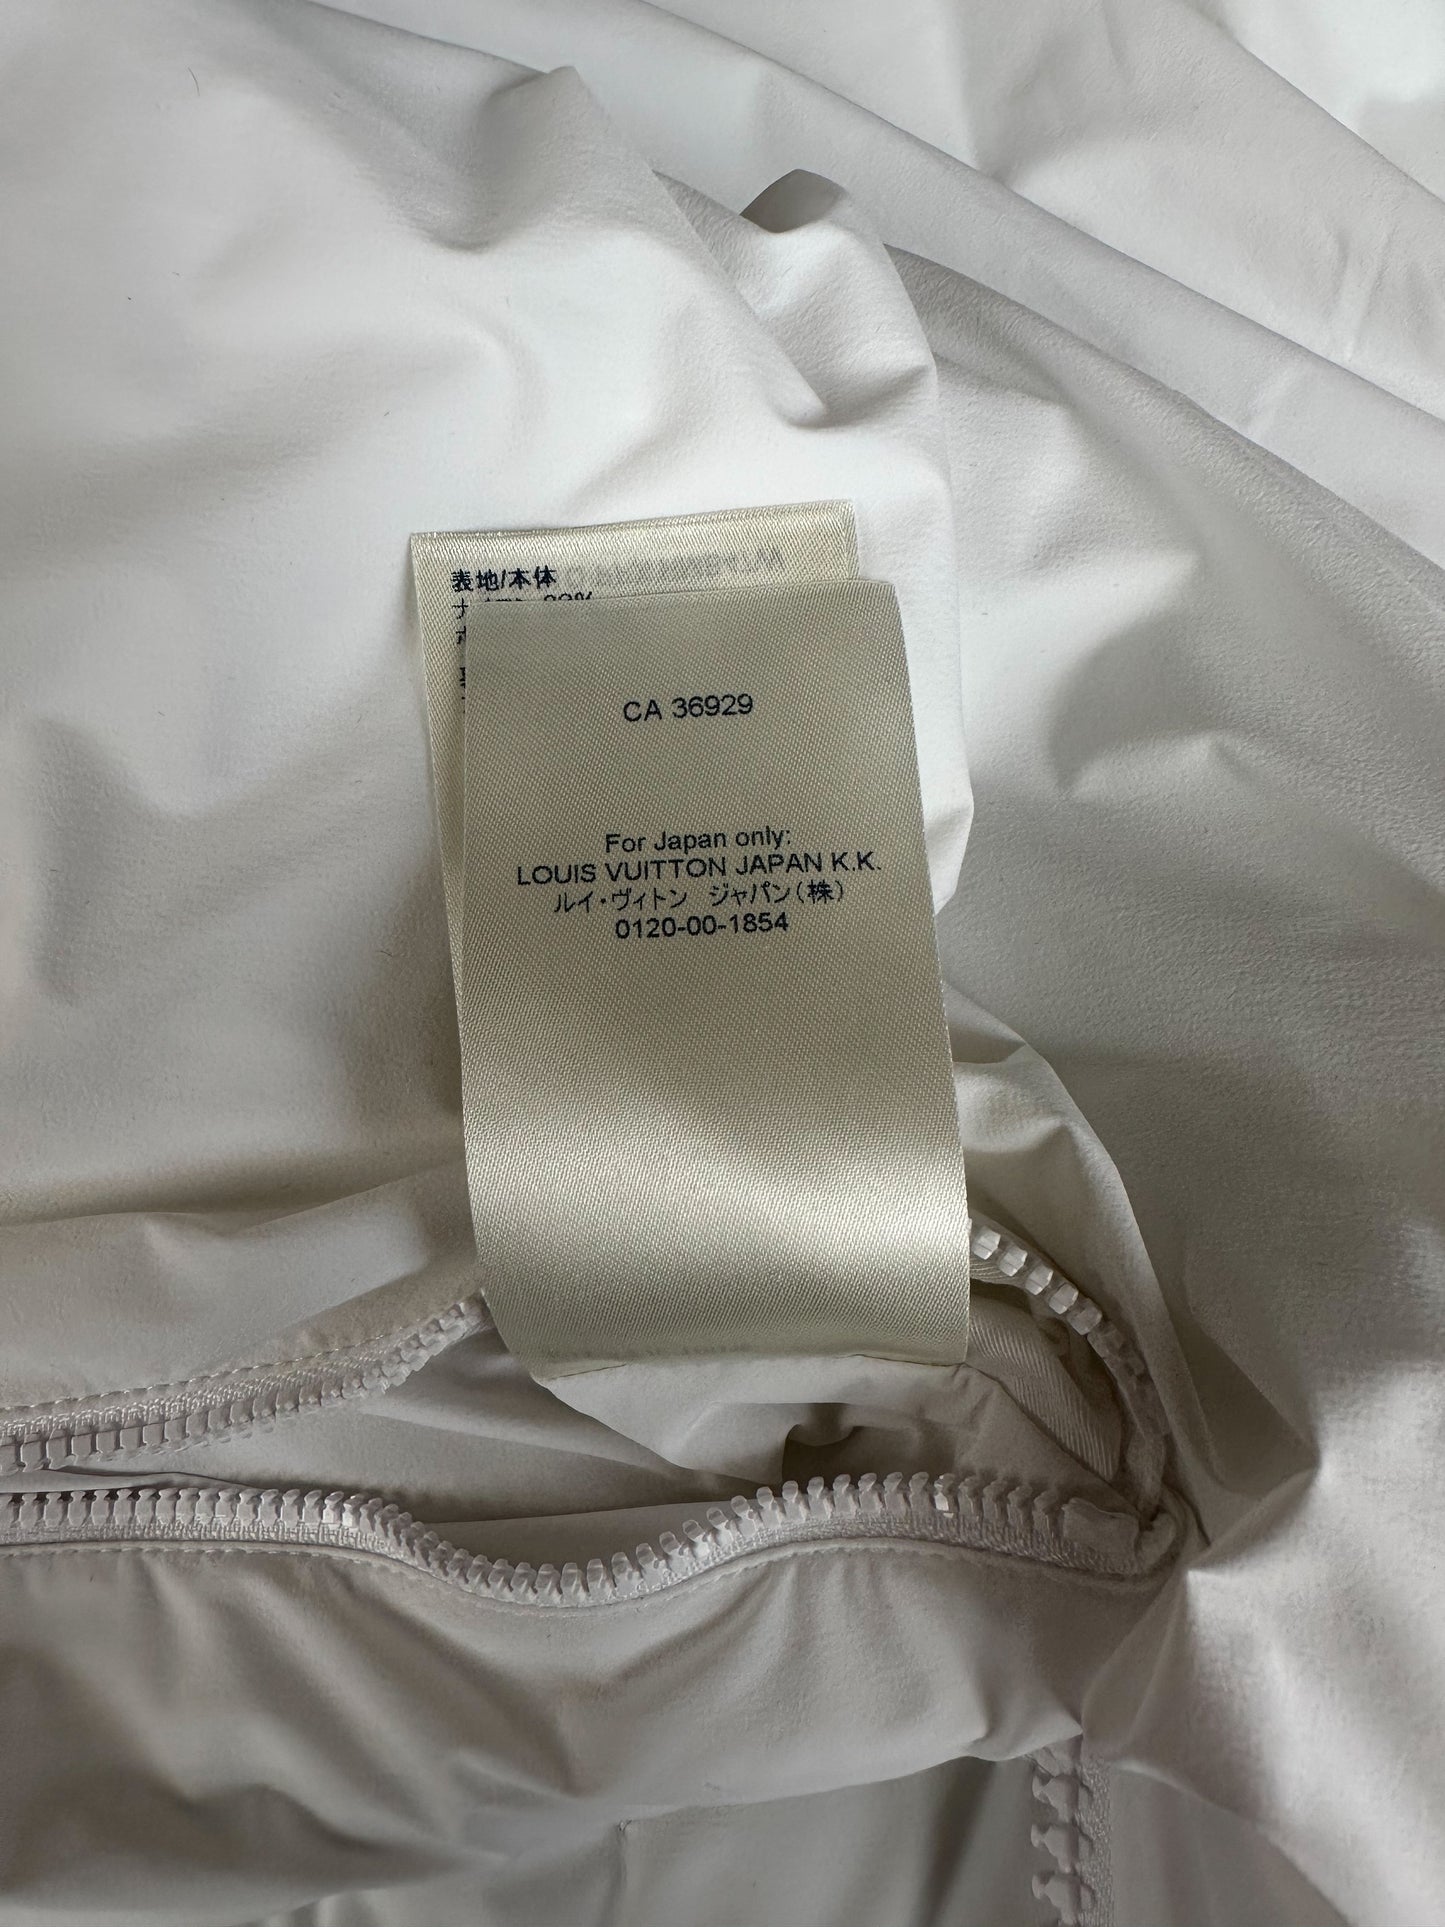 表地/本体
CA 36929
For Japan only:
LOUIS VUITTON JAPAN K.K.
ルイ・ヴィトン ジャパン(株)
0120-00-1854